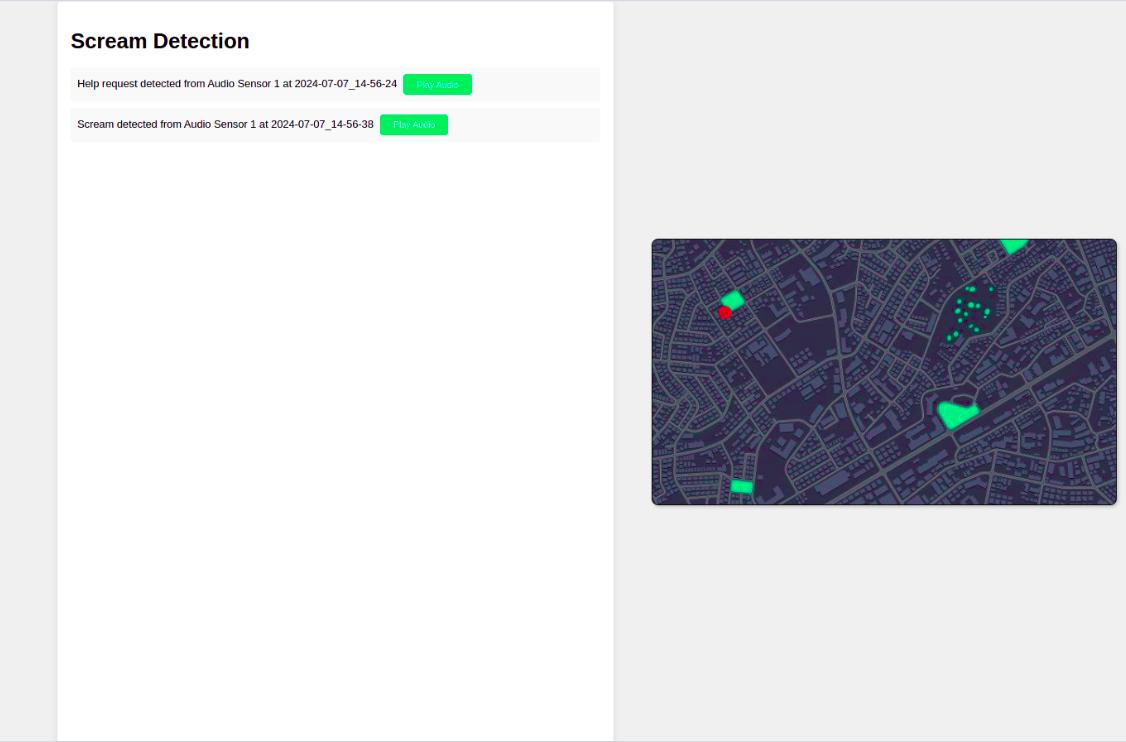 Scream Detection
Help request detected from Audio Sensor 1 at 2024-07-07_14-56-24 Play Audio
Scream detected from Audio Sensor 1 at 2024-07-07_14-56-38 Play Audio